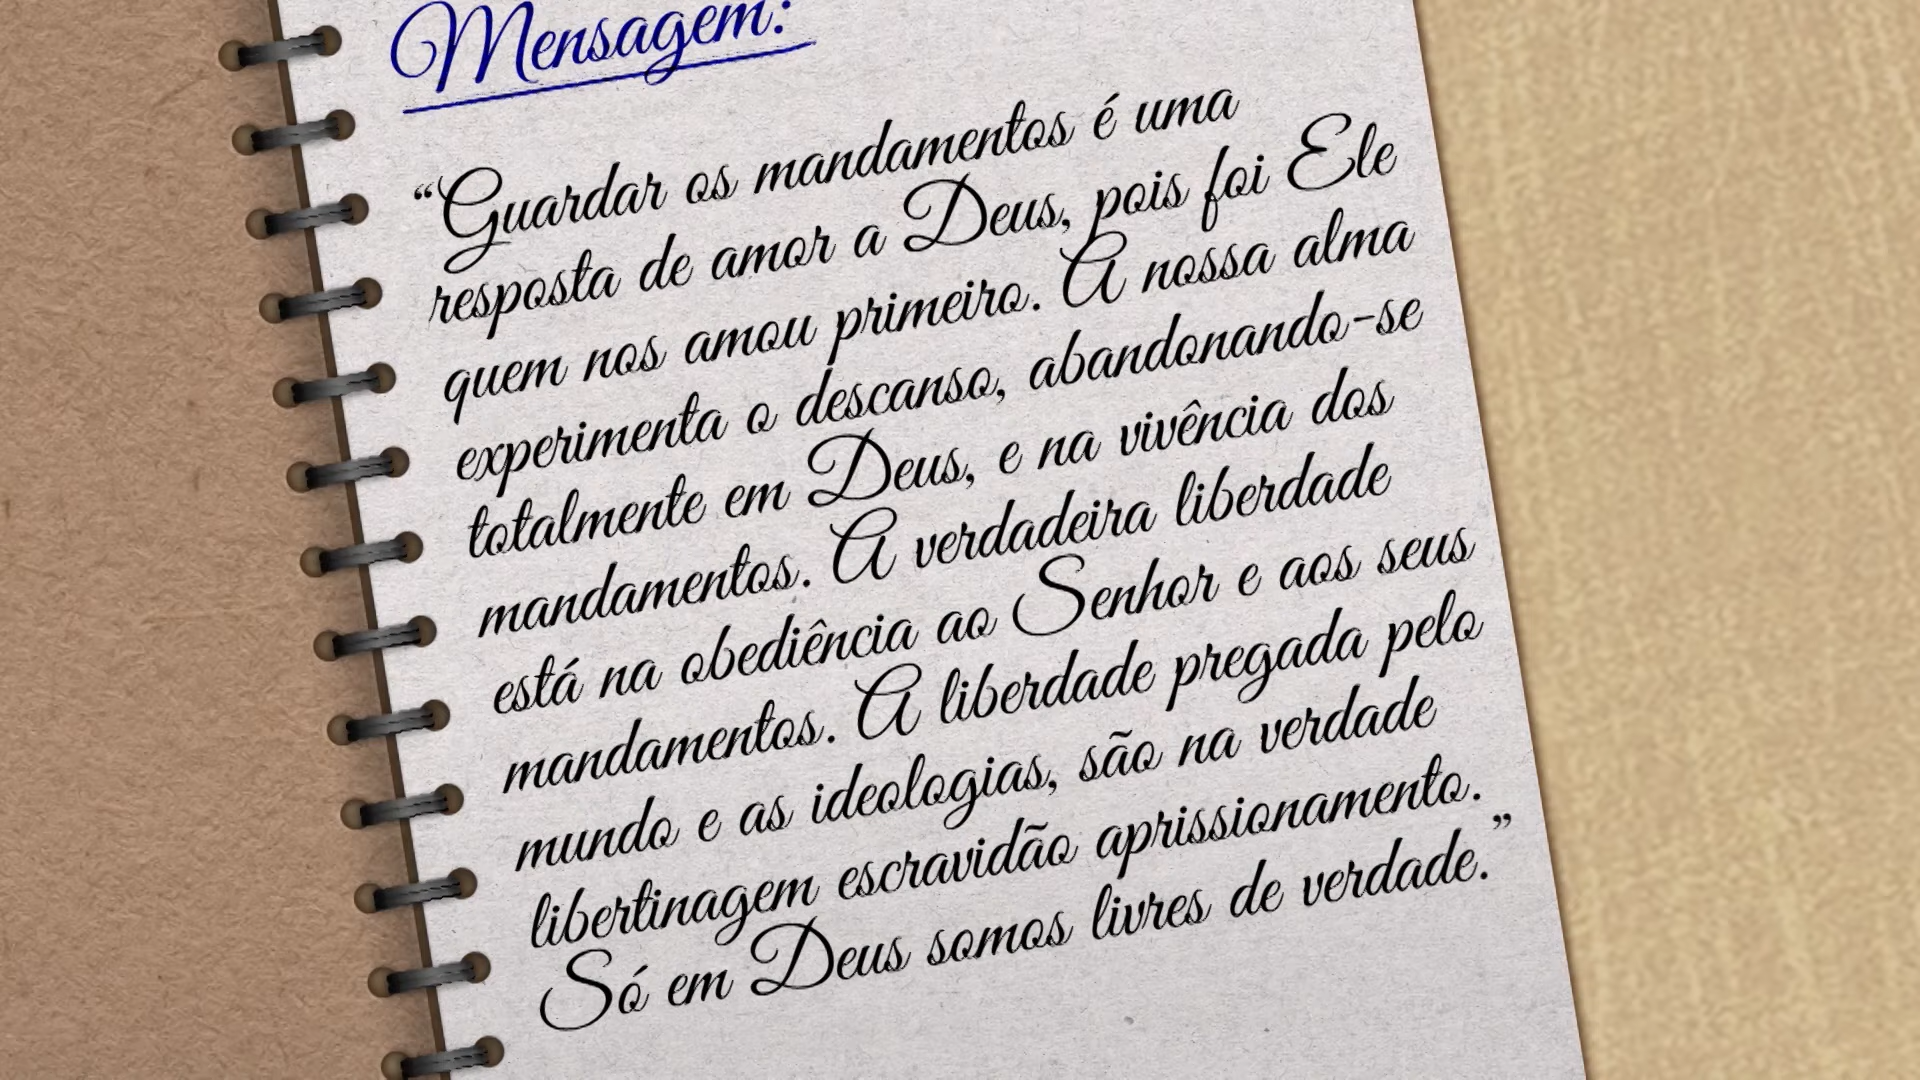 Mensagem:
“Guardar os mandamentos é uma
resposta de amor a Deus, pois foi Ele
quem nos amou primeiro. A nossa alma
experimenta o descanso, abandonando-se
totalmente em Deus, e na vivência dos
mandamentos. A verdadeira liberdade
está na obediência ao Senhor e aos seus
mandamentos. A liberdade pregada pelo
mundo e as ideologias, são na verdade
libertinagem escravidão aprissionamento.
Só em Deus somos livres de verdade.”